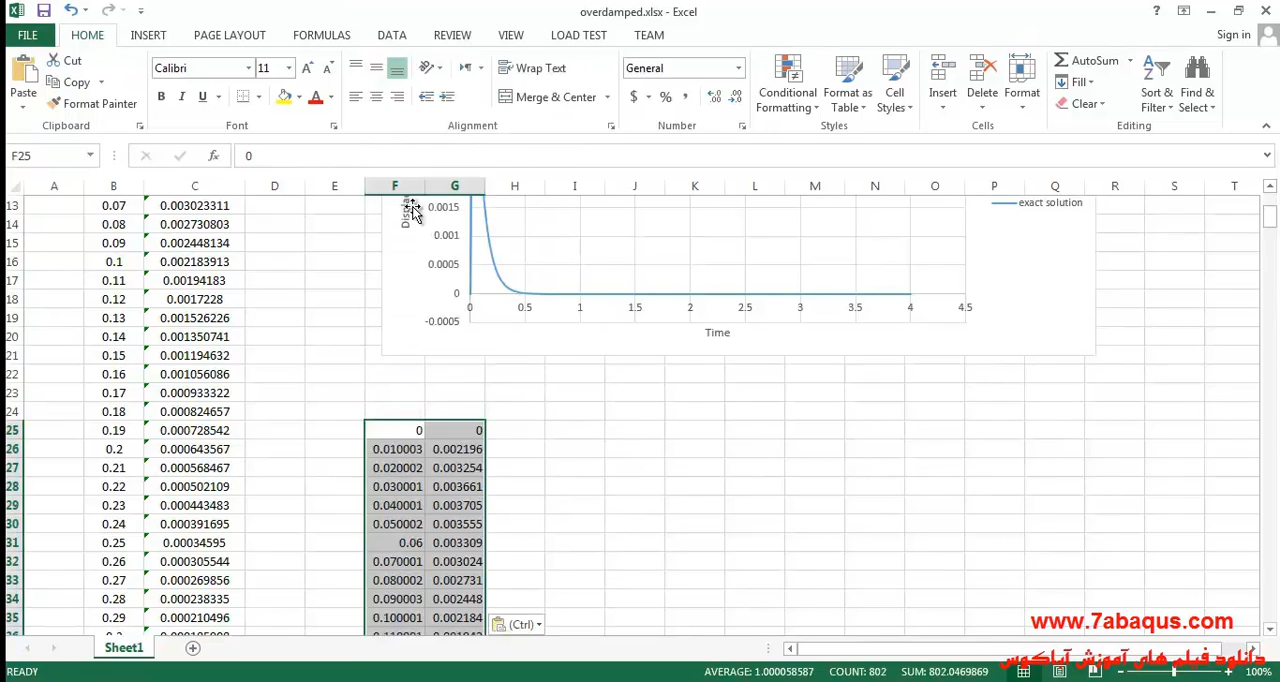 overdamped.xlsx - Excel
FILE HOME INSERT PAGE LAYOUT FORMULAS DATA REVIEW VIEW LOAD TEST TEAM Sign in
Paste Cut Copy Format Painter Clipboard
Calibri 11 B I U A Font
Wrap Text Merge & Center Alignment
General $ % , Number
Conditional Formatting Format as Table Cell Styles Styles
Insert Delete Format Cells
AutoSum Fill Clear Sort & Filter Find & Select Editing
F25 fx 0
A B C D E F G H I J K L M N O P Q R S T
13 0.07 0.003023311
14 0.08 0.002730803
15 0.09 0.002448134
16 0.1 0.002183913
17 0.11 0.00194183
18 0.12 0.0017228
19 0.13 0.001526226
20 0.14 0.001350741
21 0.15 0.001194632
22 0.16 0.001056086
23 0.17 0.000933322
24 0.18 0.000824657
25 0.19 0.000728542 0 0
26 0.2 0.000643567 0.010003 0.002196
27 0.21 0.000568467 0.020002 0.003254
28 0.22 0.000502109 0.030001 0.003661
29 0.23 0.000443483 0.040001 0.003705
30 0.24 0.000391695 0.050002 0.003555
31 0.25 0.00034595 0.06 0.003309
32 0.26 0.000305544 0.070001 0.003024
33 0.27 0.000269856 0.080002 0.002731
34 0.28 0.000238335 0.090003 0.002448
35 0.29 0.000210496 0.100001 0.002184
0.0015
0.001
0.0005
0
-0.0005
0 0.5 1 1.5 2 2.5 3 3.5 4 4.5
Time
exact solution
(Ctrl)
www.7abaqus.com
دانلود فیلم های آموزش آباکوس
Sheet1
READY AVERAGE: 1.000058587 COUNT: 802 SUM: 802.0469869 100%